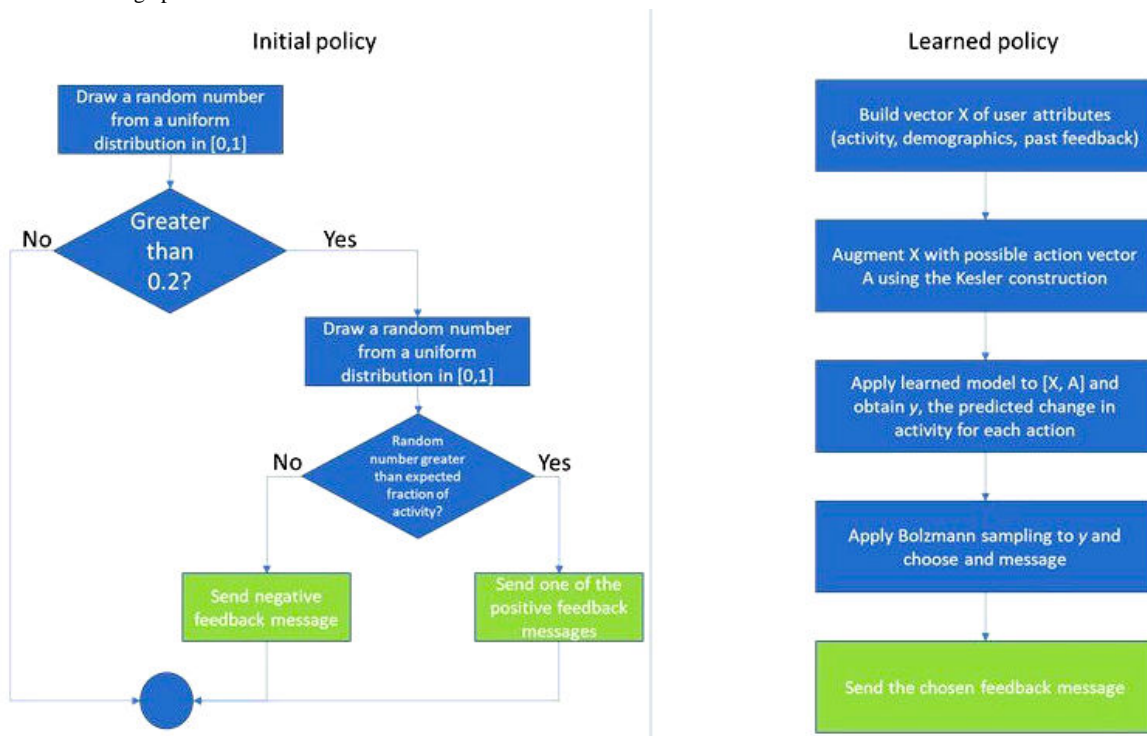 Initial policy
Draw a random number
from a uniform
distribution in [0,1]
Greater
than
0.2?
No
Yes
Draw a random number
from a uniform
distribution in [0,1]
Random
number greater
than expected
fraction of
activity?
No
Yes
Send negative
feedback message
Send one of the
positive feedback
messages
Learned policy
Build vector X of user attributes
(activity, demographics, past feedback)
Augment X with possible action vector
A using the Kesler construction
Apply learned model to [X, A] and
obtain y, the predicted change in
activity for each action
Apply Bolzmann sampling to y and
choose and message
Send the chosen feedback message